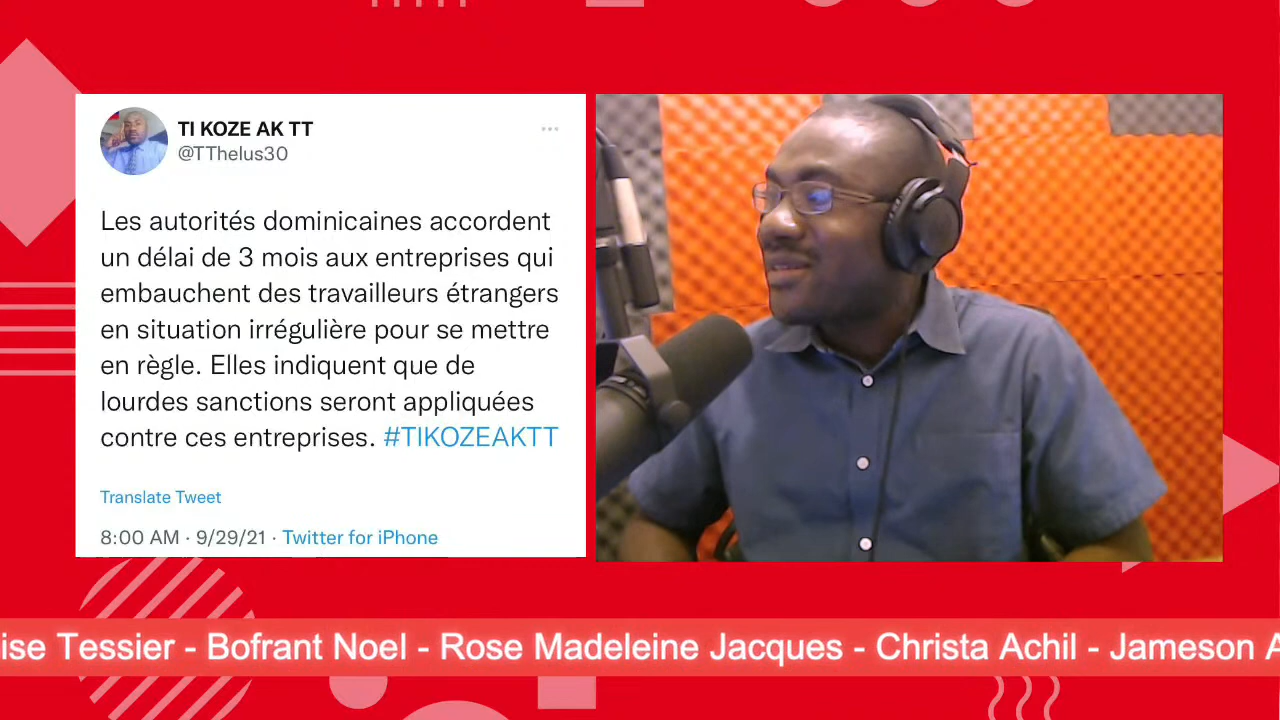 TI KOZE AK TT
@TThelus30
Les autorités dominicaines accordent
un délai de 3 mois aux entreprises qui
embauchent des travailleurs étrangers
en situation irrégulière pour se mettre
en règle. Elles indiquent que de
lourdes sanctions seront appliquées
contre ces entreprises. #TIKOZEAKTT
Translate Tweet
8:00 AM · 9/29/21 · Twitter for iPhone
ise Tessier - Bofrant Noel - Rose Madeleine Jacques - Christa Achil - Jameson A